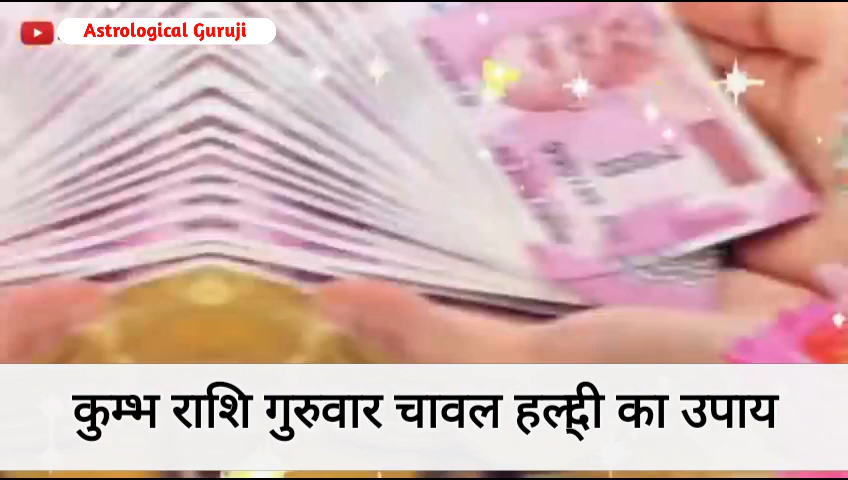 Astrological Guruji
कुम्भ राशि गुरुवार चावल हल्द्ी का उपाय